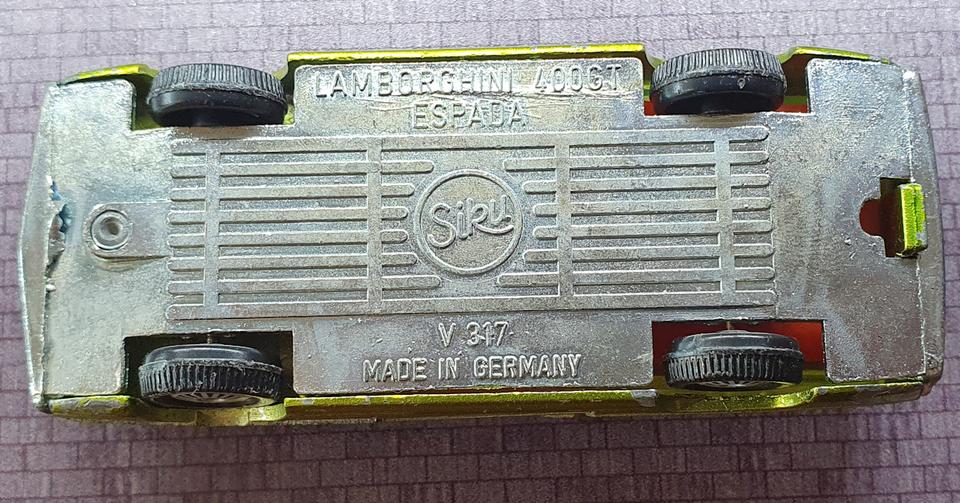 LAMBORGHINI 400GT
ESPADA
Siku
V 317
MADE IN GERMANY